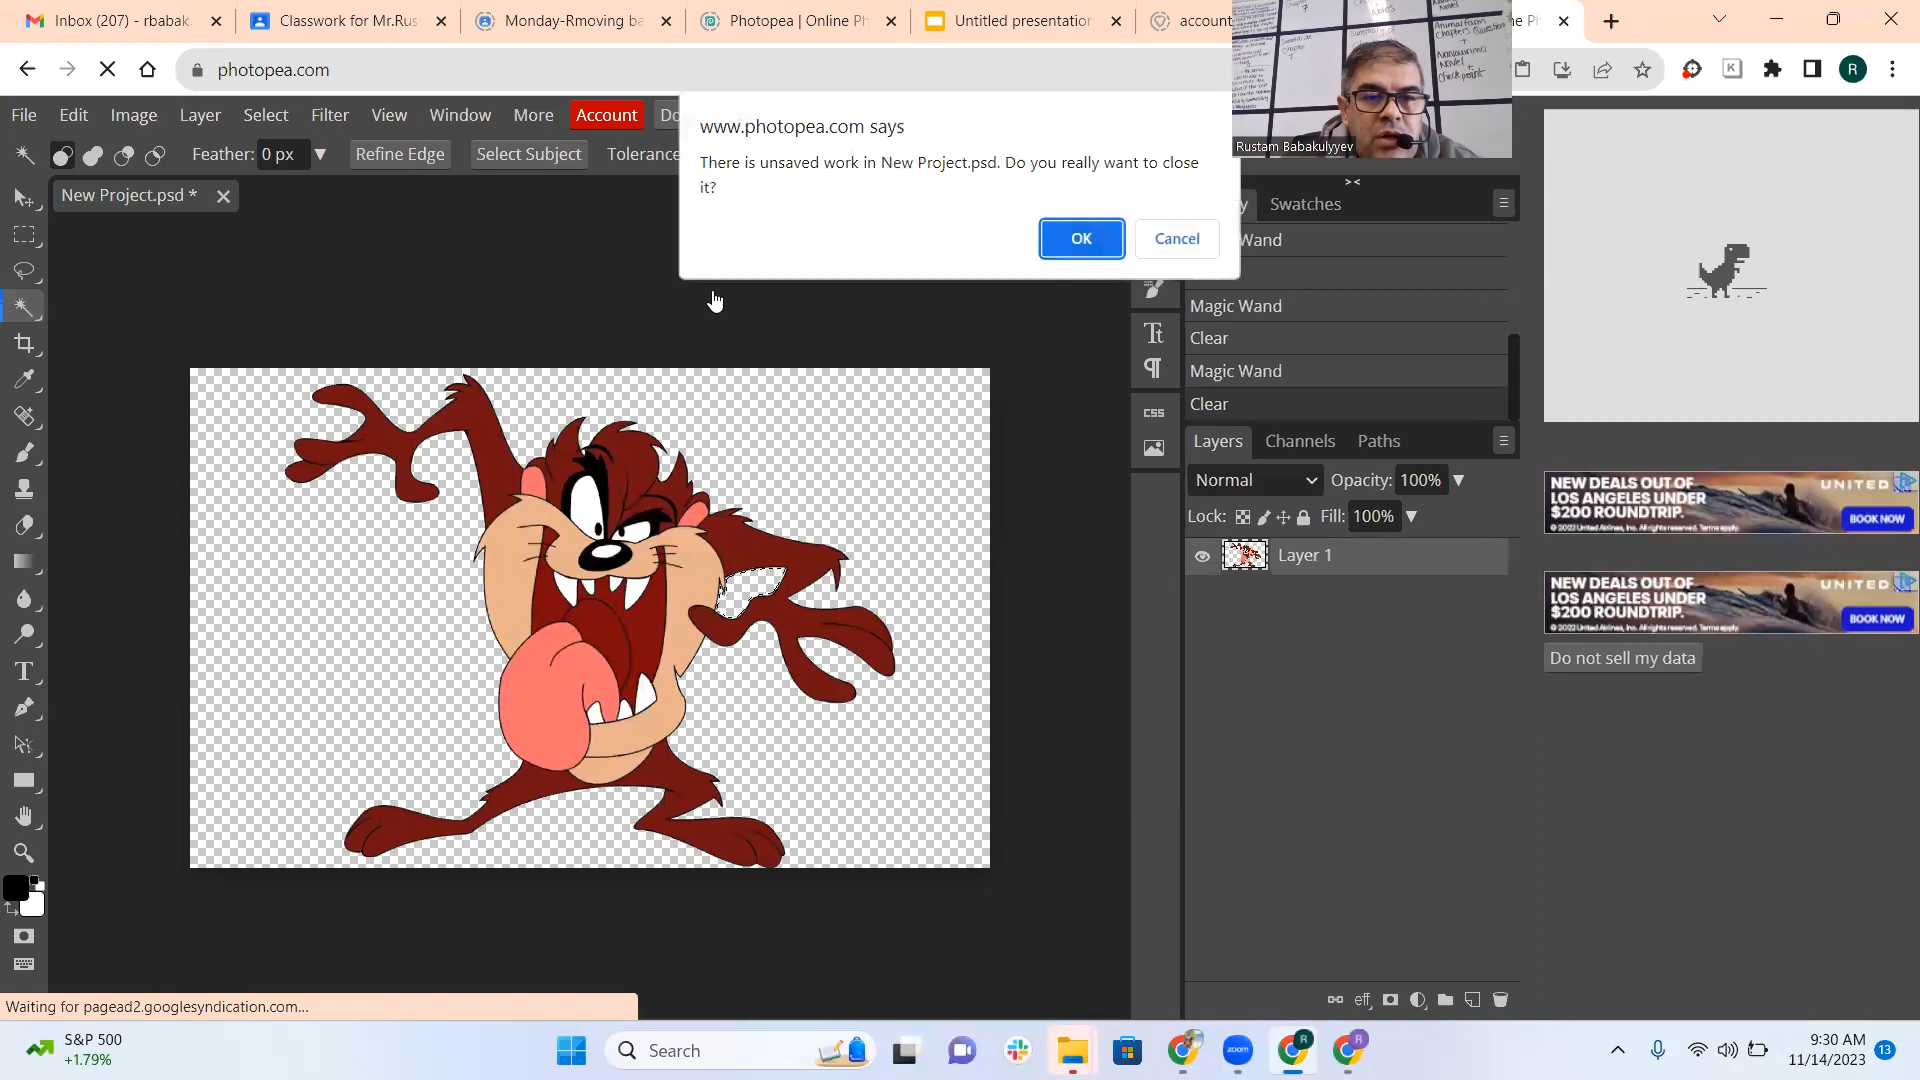 Inbox (207) - rbabak
Classwork for Mr.Rus
Monday-Rmoving ba
Photopea | Online Ph
Untitled presentation
account
ne Ph
photopea.com
R
File
Edit
Image
Layer
Select
Filter
View
Window
More
Account
Do
www.photopea.com says
There is unsaved work in New Project.psd. Do you really want to close
it?
OK
Cancel
Feather:
0 px
Refine Edge
Select Subject
Tolerance
Rustam Babakulyyev
New Project.psd *
y
Swatches
Wand
Magic Wand
Clear
Magic Wand
Clear
CSS
Layers
Channels
Paths
Normal
Opacity:
100%
Lock:
Fill:
100%
Layer 1
eff
NEW DEALS OUT OF
LOS ANGELES UNDER
$200 ROUNDTRIP.
UNITED
BOOK NOW
NEW DEALS OUT OF
LOS ANGELES UNDER
$200 ROUNDTRIP.
UNITED
BOOK NOW
Do not sell my data
Waiting for pagead2.googlesyndication.com...
S&P 500
+1.79%
Search
zoom
9:30 AM
11/14/2023
13